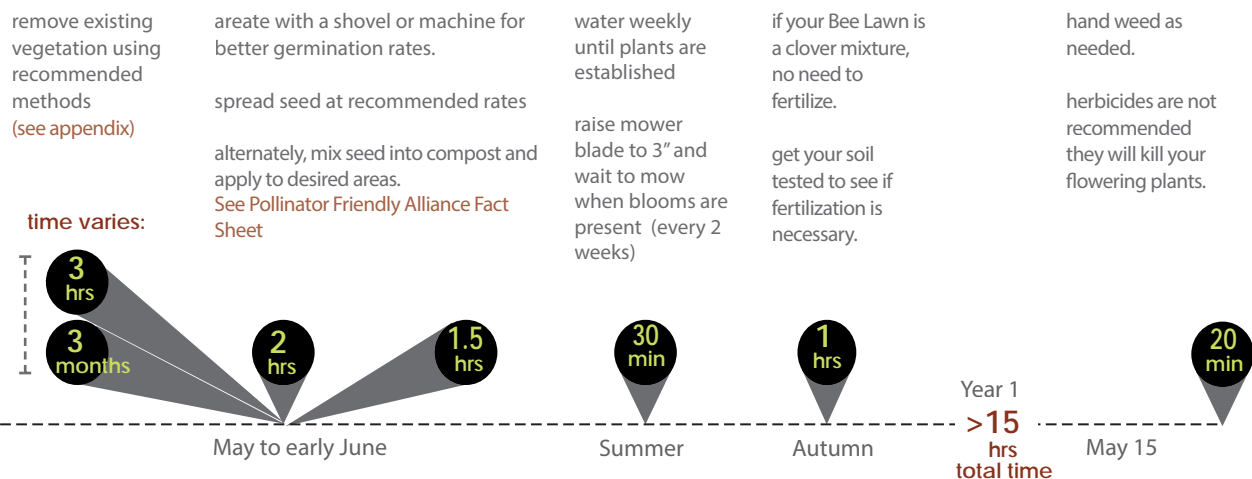 remove existing
vegetation using
recommended
methods
(see appendix)
areate with a shovel or machine for
better germination rates.
spread seed at recommended rates
alternately, mix seed into compost and
apply to desired areas.
See Pollinator Friendly Alliance Fact
Sheet
water weekly
until plants are
established
raise mower
blade to 3” and
wait to mow
when blooms are
present (every 2
weeks)
if your Bee Lawn is
a clover mixture,
no need to
fertilize.
get your soil
tested to see if
fertilization is
necessary.
hand weed as
needed.
herbicides are not
recommended
they will kill your
flowering plants.
time varies:
3
hrs
3
months
2
hrs
1.5
hrs
30
min
1
hrs
20
min
May to early June
Summer
Autumn
Year 1
>15
hrs
total time
May 15